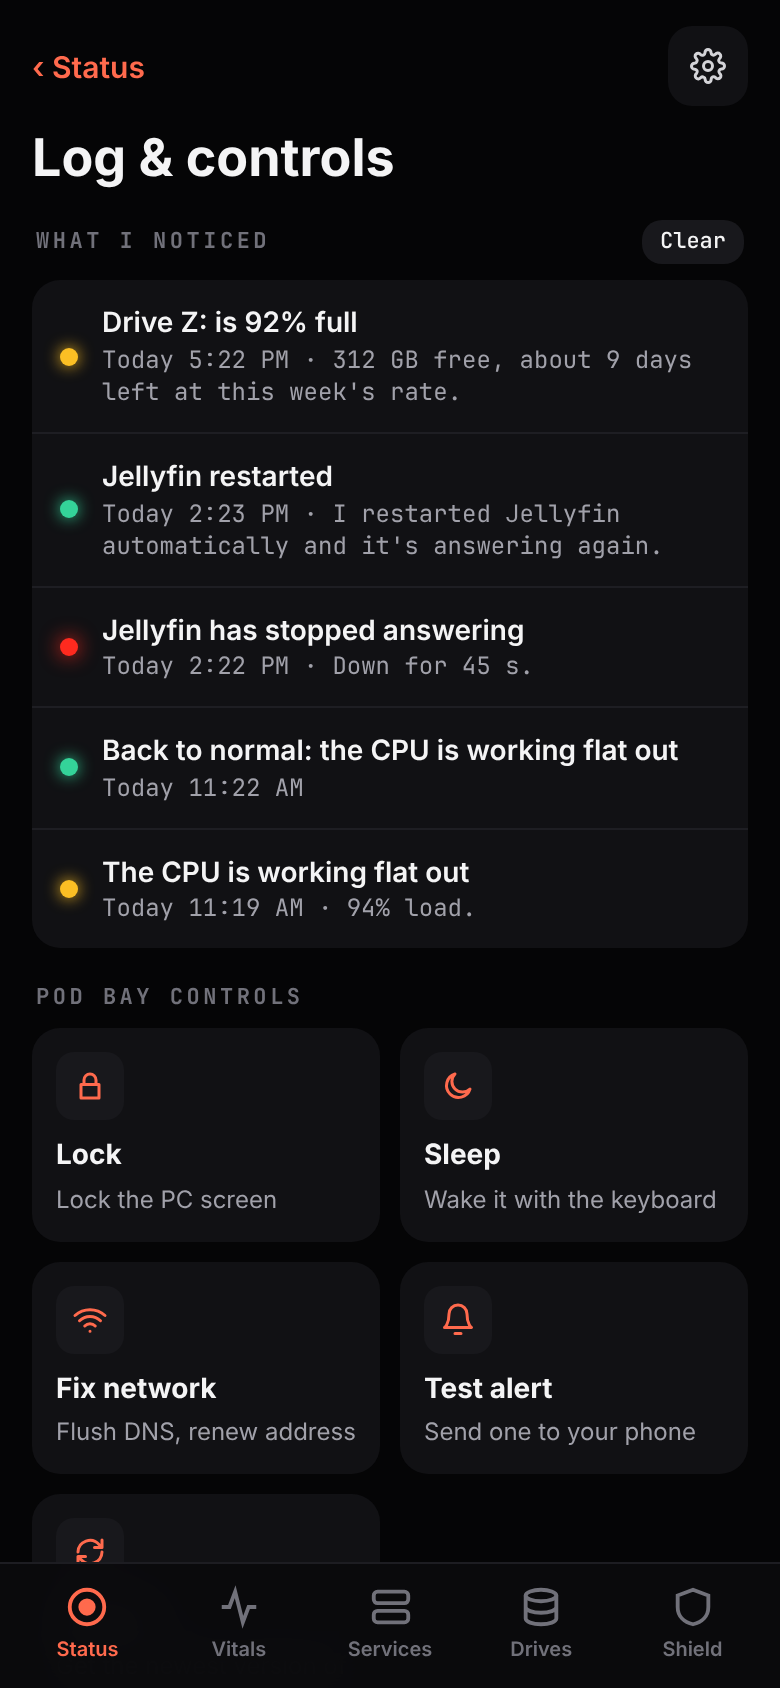 ‹ Status
Log & controls
WHAT I NOTICED
Clear
Drive Z: is 92% full
Today 5:22 PM · 312 GB free, about 9 days
left at this week's rate.
Jellyfin restarted
Today 2:23 PM · I restarted Jellyfin
automatically and it's answering again.
Jellyfin has stopped answering
Today 2:22 PM · Down for 45 s.
Back to normal: the CPU is working flat out
Today 11:22 AM
The CPU is working flat out
Today 11:19 AM · 94% load.
POD BAY CONTROLS
Lock
Lock the PC screen
Sleep
Wake it with the keyboard
Fix network
Flush DNS, renew address
Test alert
Send one to your phone
Status
Vitals
Services
Drives
Shield